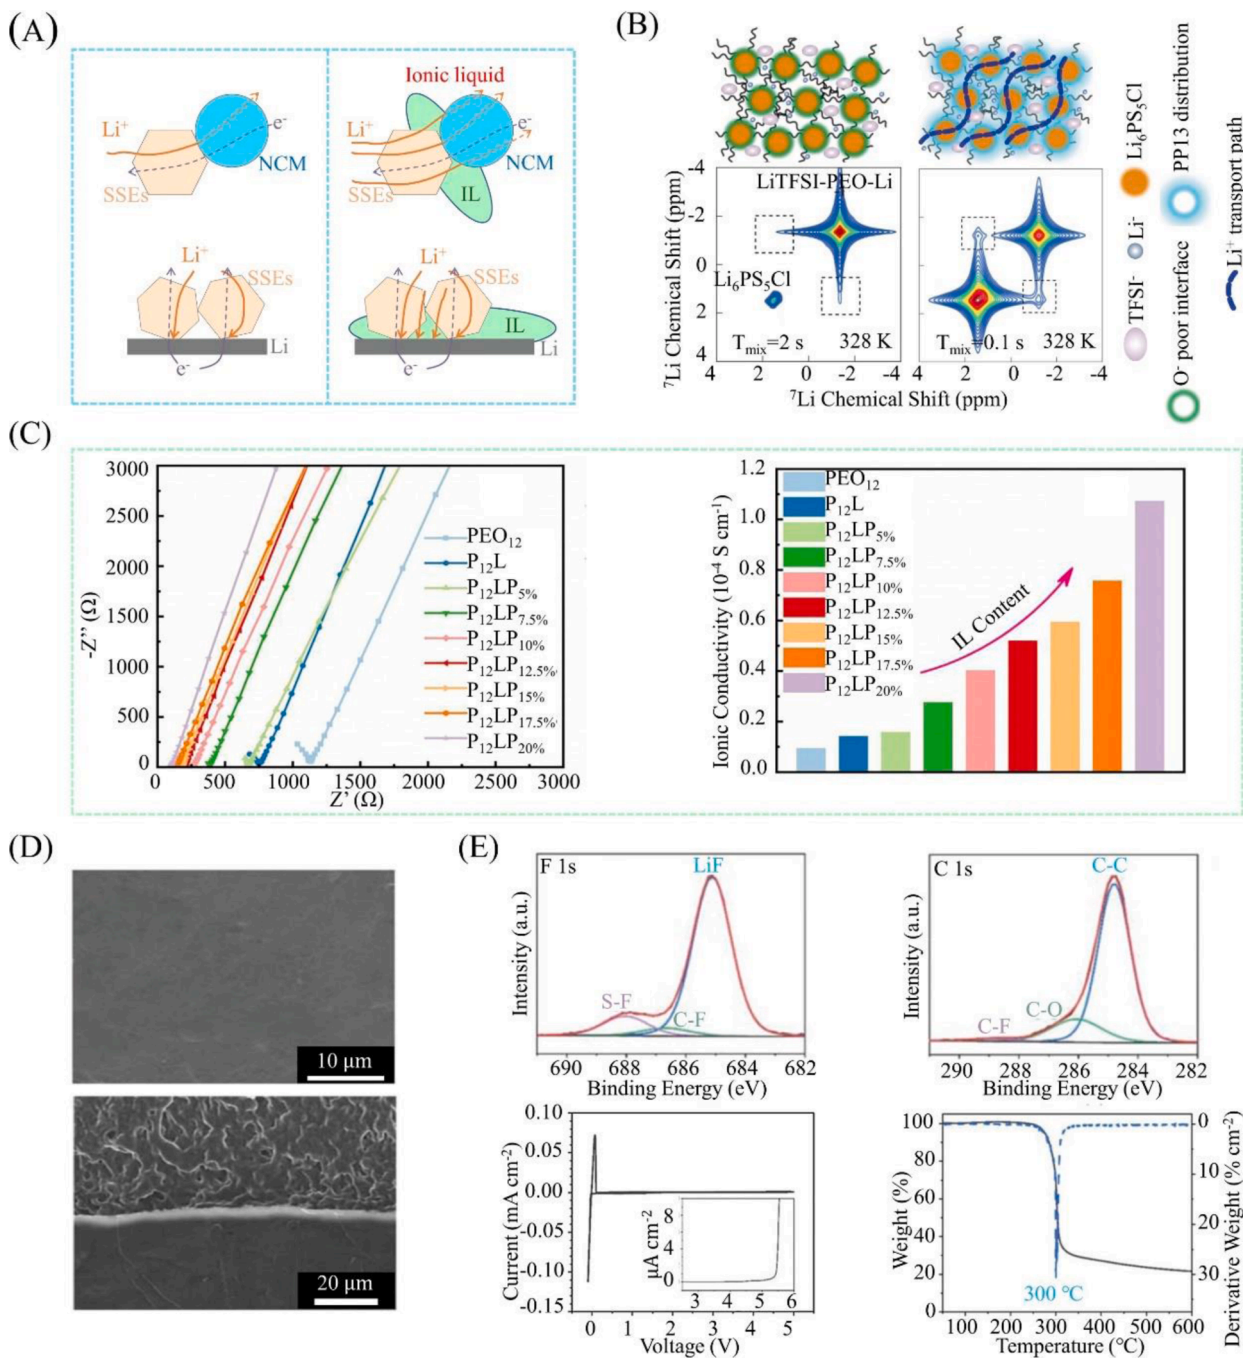 (A)
Ionic liquid
Li⁺
e⁻
NCM
SSEs
Li⁺
e⁻
NCM
IL
SSEs
Li⁺
SSEs
e⁻
Li⁺
SSEs
IL
Li
e⁻
(B)
LiTFSI-PEO-Li
Li₆PS₅Cl
T_mix=2 s 328 K
T_mix=0.1 s 328 K
⁷Li Chemical Shift (ppm)
-4
-2
0
2
4
4 2 0 -2 -4
4 2 0 -2 -4
⁷Li Chemical Shift (ppm)
Li₆PS₅Cl
Li⁻
TFSI⁻
PP13 distribution
O⁻ poor interface
Li⁺ transport path
(C)
-Z'' (Ω)
3000
2500
2000
1500
1000
500
0
0 500 1000 1500 2000 2500 3000
Z' (Ω)
PEO₁₂
P₁₂L
P₁₂LP₅%
P₁₂LP₇.₅%
P₁₂LP₁₀%
P₁₂LP₁₂.₅%
P₁₂LP₁₅%
P₁₂LP₁₇.₅%
P₁₂LP₂₀%
Ionic Conductivity (10⁻⁴ S cm⁻¹)
1.2
1.0
0.8
0.6
0.4
0.2
0.0
PEO₁₂
P₁₂L
P₁₂LP₅%
P₁₂LP₇.₅%
P₁₂LP₁₀%
P₁₂LP₁₂.₅%
P₁₂LP₁₅%
P₁₂LP₁₇.₅%
P₁₂LP₂₀%
IL Content
(D)
10 μm
20 μm
(E)
F 1s
LiF
S-F
C-F
Intensity (a.u.)
690 688 686 684 682
Binding Energy (eV)
C 1s
C-C
C-O
C-F
Intensity (a.u.)
290 288 286 284 282
Binding Energy (eV)
Current (mA cm⁻²)
0.10
0.05
0.00
-0.05
-0.10
-0.15
0 1 2 3 4 5
Voltage (V)
μA cm⁻²
8
4
0
3 4 5 6
Weight (%)
100
80
60
40
20
0
300 ℃
100 200 300 400 500 600
Temperature (℃)
0
10
20
30
Derivative Weight (% cm⁻²)